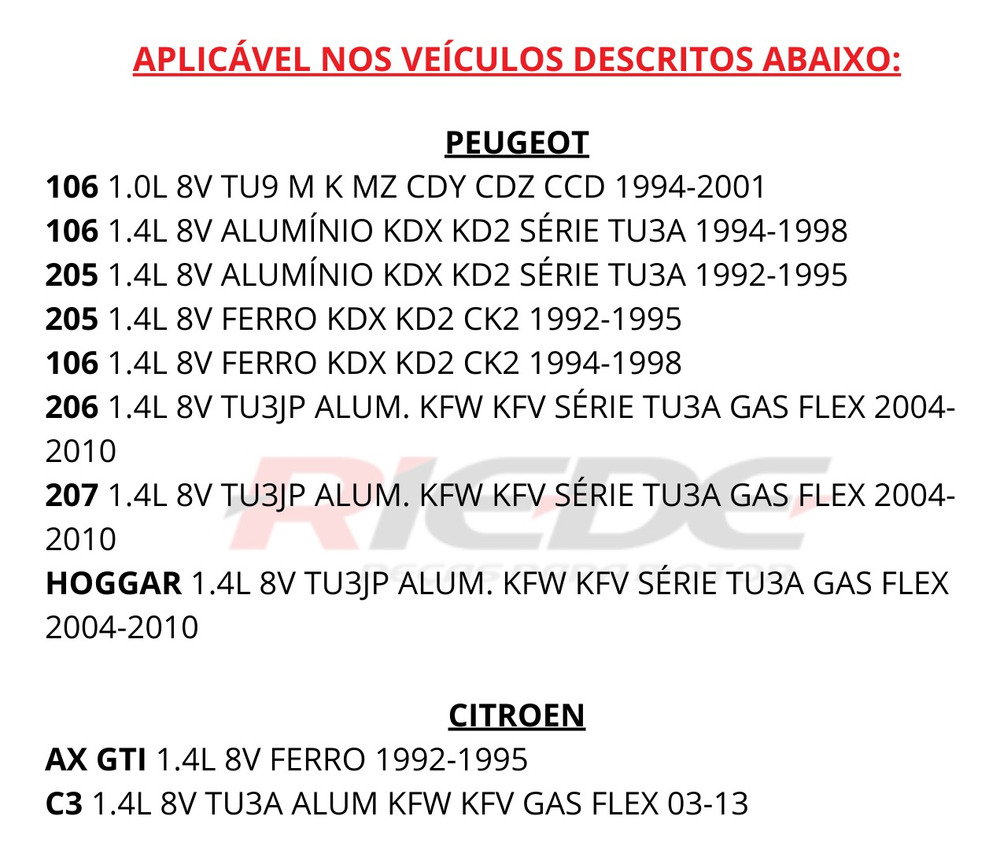 APLICÁVEL NOS VEÍCULOS DESCRITOS ABAIXO:
PEUGEOT
106 1.0L 8V TU9 M K MZ CDY CDZ CCD 1994-2001
106 1.4L 8V ALUMÍNIO KDX KD2 SÉRIE TU3A 1994-1998
205 1.4L 8V ALUMÍNIO KDX KD2 SÉRIE TU3A 1992-1995
205 1.4L 8V FERRO KDX KD2 CK2 1992-1995
106 1.4L 8V FERRO KDX KD2 CK2 1994-1998
206 1.4L 8V TU3JP ALUM. KFW KFV SÉRIE TU3A GAS FLEX 2004-
2010
207 1.4L 8V TU3JP ALUM. KFW KFV SÉRIE TU3A GAS FLEX 2004-
2010
RIEDE
PEÇAS PARA MOTOR
HOGGAR 1.4L 8V TU3JP ALUM. KFW KFV SÉRIE TU3A GAS FLEX
2004-2010
CITROEN
AX GTI 1.4L 8V FERRO 1992-1995
C3 1.4L 8V TU3A ALUM KFW KFV GAS FLEX 03-13